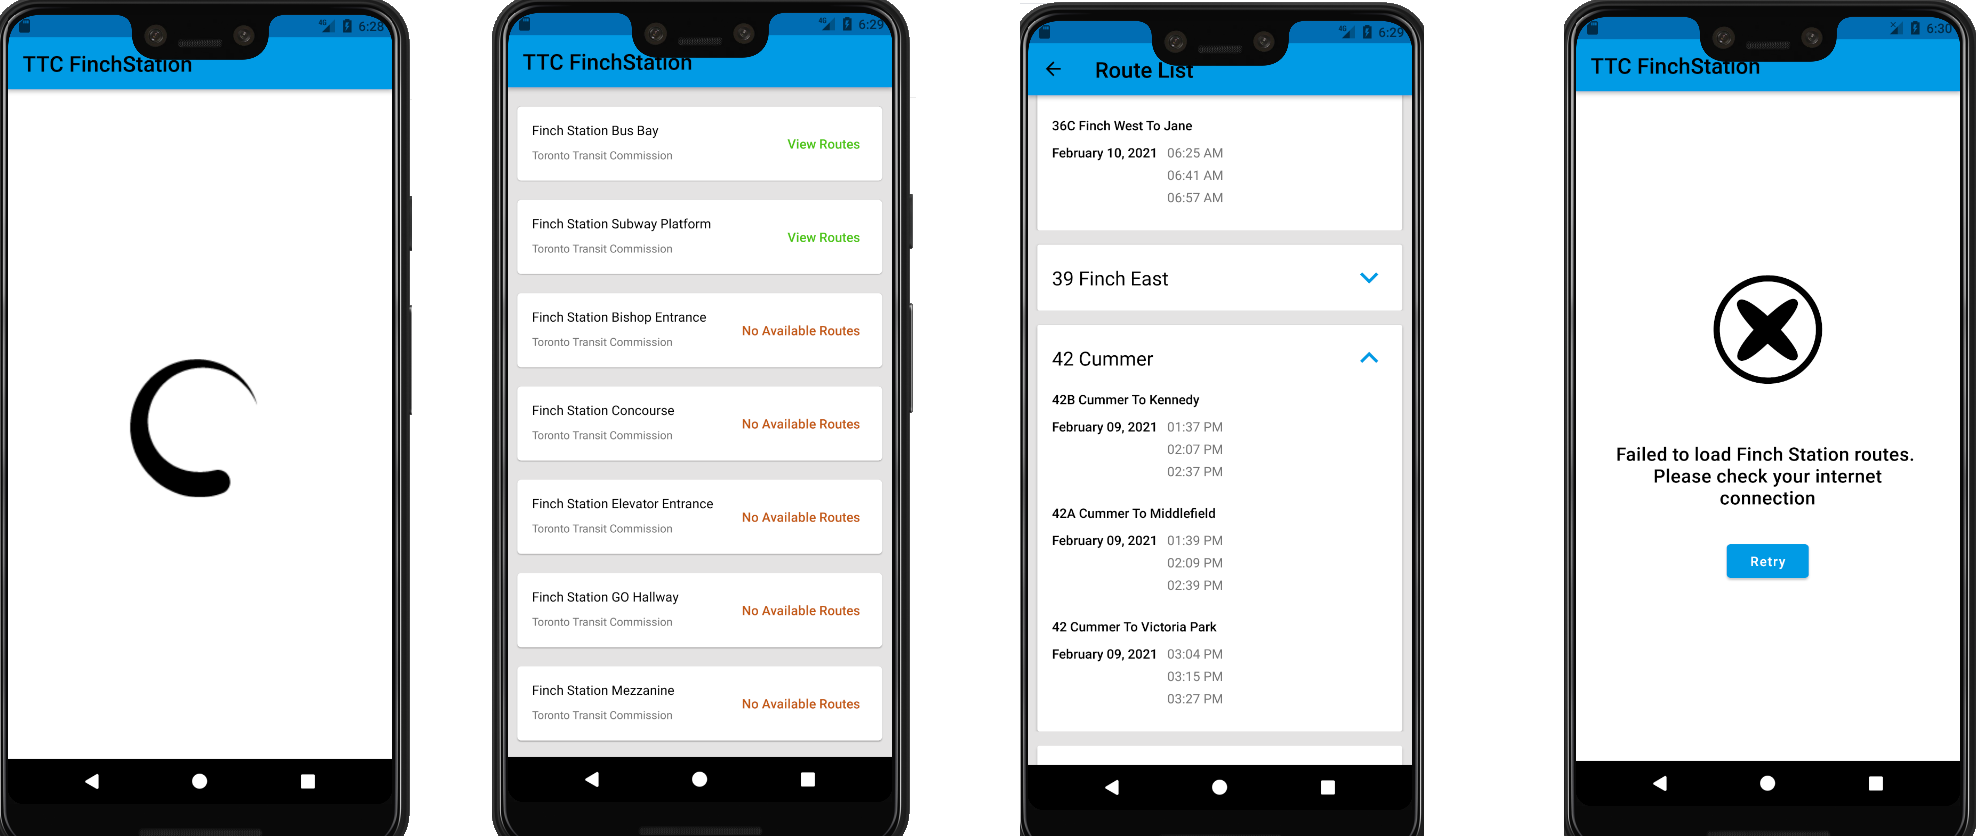 4G 6:28
TTC FinchStation
4G 6:29
TTC FinchStation
Finch Station Bus Bay
Toronto Transit Commission
View Routes
Finch Station Subway Platform
Toronto Transit Commission
View Routes
Finch Station Bishop Entrance
Toronto Transit Commission
No Available Routes
Finch Station Concourse
Toronto Transit Commission
No Available Routes
Finch Station Elevator Entrance
Toronto Transit Commission
No Available Routes
Finch Station GO Hallway
Toronto Transit Commission
No Available Routes
Finch Station Mezzanine
Toronto Transit Commission
No Available Routes
4G 6:29
Route List
36C Finch West To Jane
February 10, 2021 06:25 AM
06:41 AM
06:57 AM
39 Finch East
42 Cummer
42B Cummer To Kennedy
February 09, 2021 01:37 PM
02:07 PM
02:37 PM
42A Cummer To Middlefield
February 09, 2021 01:39 PM
02:09 PM
02:39 PM
42 Cummer To Victoria Park
February 09, 2021 03:04 PM
03:15 PM
03:27 PM
6:30
TTC FinchStation
Failed to load Finch Station routes.
Please check your internet
connection
Retry